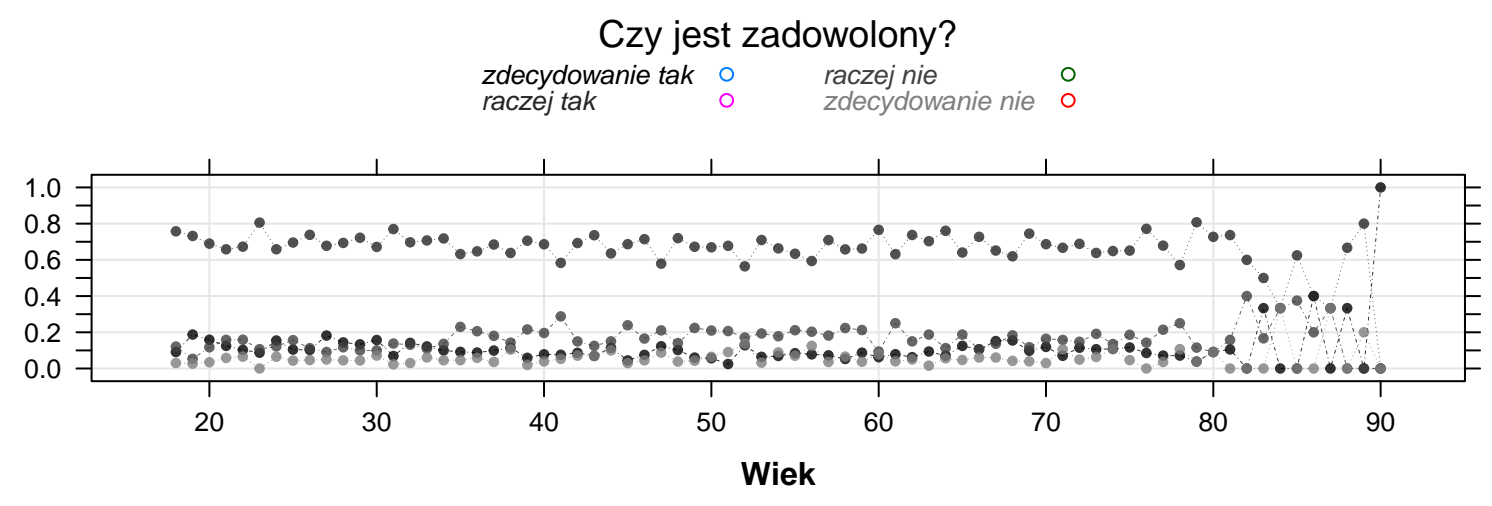 Czy jest zadowolony?
zdecydowanie tak raczej nie
raczej tak zdecydowanie nie
1.0
0.8
0.6
0.4
0.2
0.0
20 30 40 50 60 70 80 90
Wiek